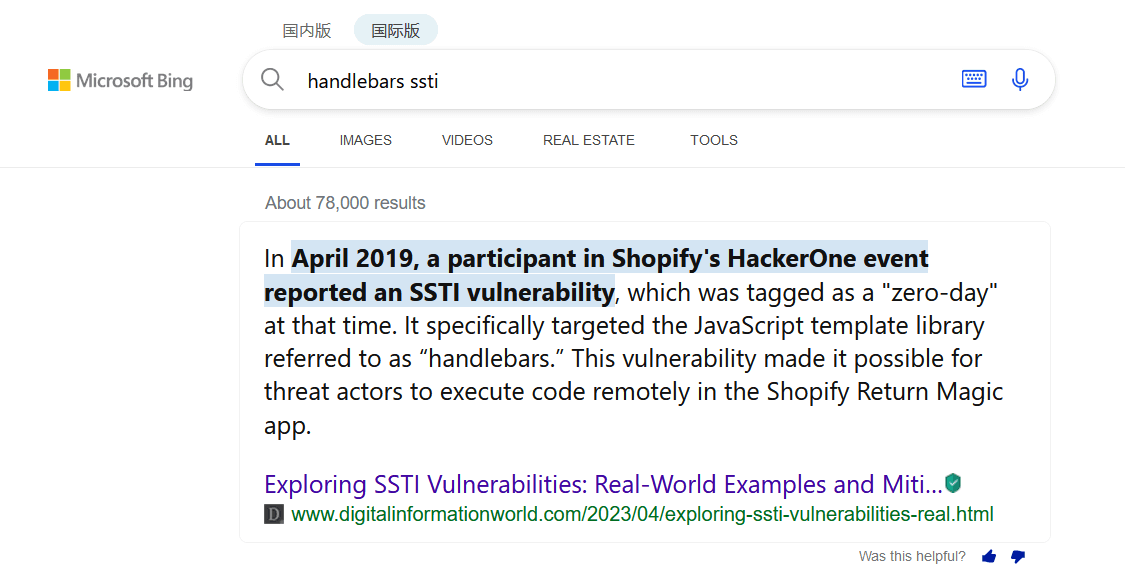 国内版 国际版
Microsoft Bing
handlebars ssti
ALL IMAGES VIDEOS REAL ESTATE TOOLS
About 78,000 results
In April 2019, a participant in Shopify's HackerOne event
reported an SSTI vulnerability, which was tagged as a "zero-day"
at that time. It specifically targeted the JavaScript template library
referred to as “handlebars.” This vulnerability made it possible for
threat actors to execute code remotely in the Shopify Return Magic
app.
Exploring SSTI Vulnerabilities: Real-World Examples and Miti...
D www.digitalinformationworld.com/2023/04/exploring-ssti-vulnerabilities-real.html
Was this helpful?